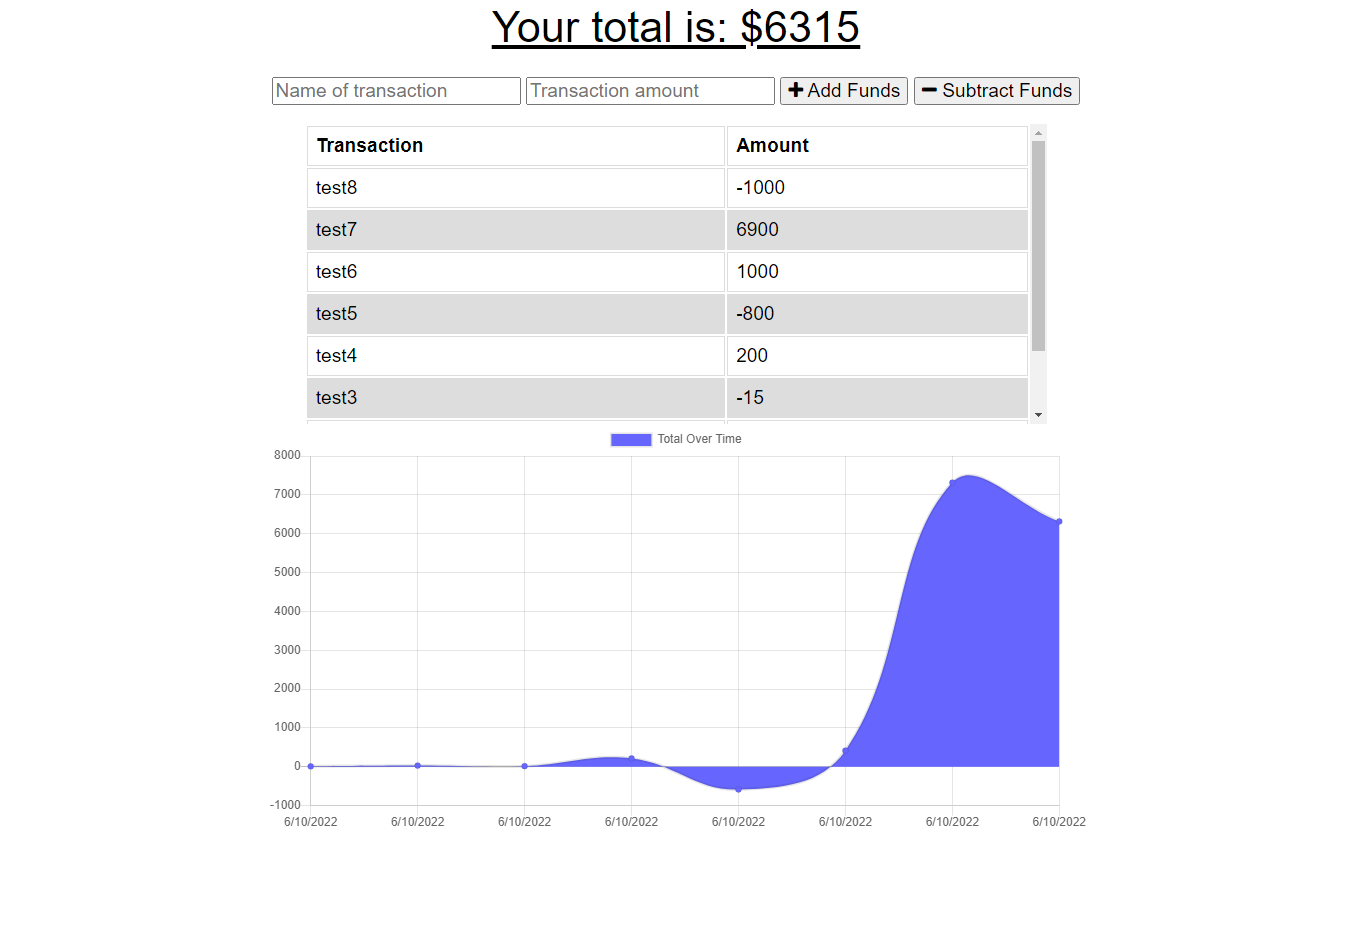 Your total is: $6315
Name of transaction Transaction amount Add Funds Subtract Funds
Transaction Amount
test8 -1000
test7 6900
test6 1000
test5 -800
test4 200
test3 -15
Total Over Time
8000
7000
6000
5000
4000
3000
2000
1000
0
-1000
6/10/2022 6/10/2022 6/10/2022 6/10/2022 6/10/2022 6/10/2022 6/10/2022 6/10/2022